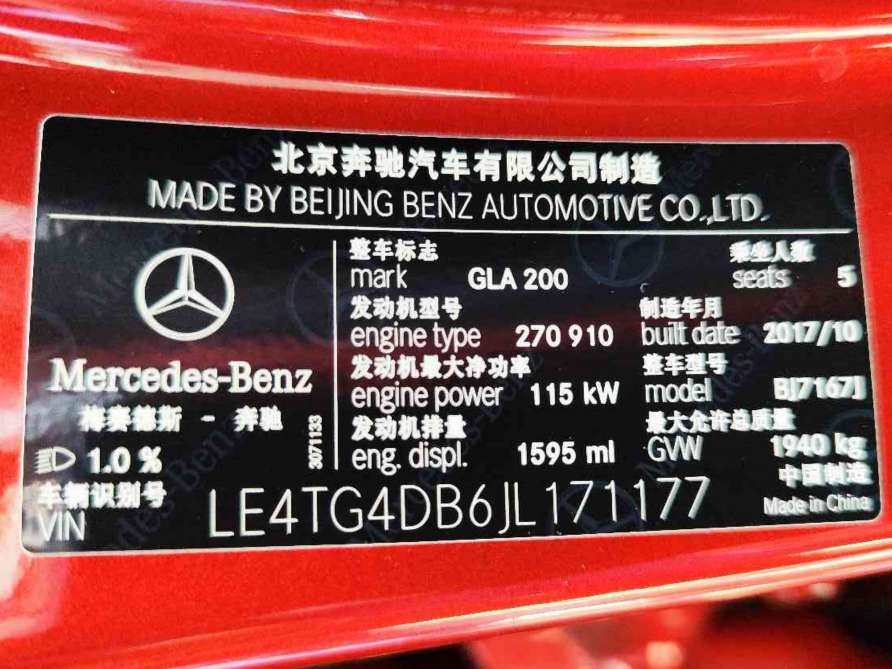 北京奔驰汽车有限公司制造
MADE BY BEIJING BENZ AUTOMOTIVE CO.,LTD.
整车标志 乘坐人数
mark GLA 200 seats 5
发动机型号 制造年月
engine type 270 910 built date 2017/10
发动机最大净功率 整车型号
engine power 115 kW model BJ7167J
发动机排量 最大允许总质量
eng. displ. 1595 ml GVW 1940 kg
Mercedes-Benz
梅赛德斯 - 奔驰
1.0 %
3071133
中国制造
Made in China
车辆识别号
VIN LE4TG4DB6JL171177